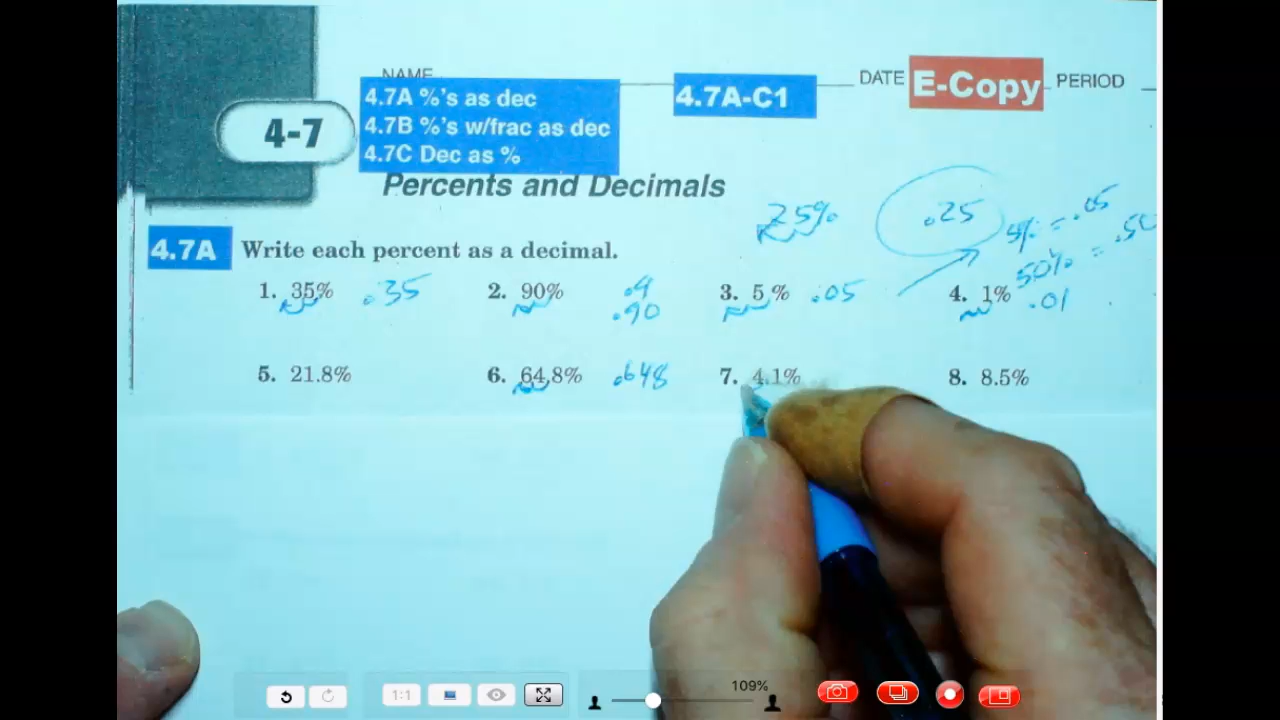 NAME
DATE E-Copy PERIOD
4.7A %'s as dec
4.7A-C1
4.7B %'s w/frac as dec
4-7
4.7C Dec as %
Percents and Decimals
25%
.25
5% = .05
50% = .50
4.7A Write each percent as a decimal.
1. 35% .35
2. 90% .9
.90
3. 5 % .05
4. 1% .01
5. 21.8%
6. 64.8% .648
7. 4.1%
8. 8.5%
1:1
109%